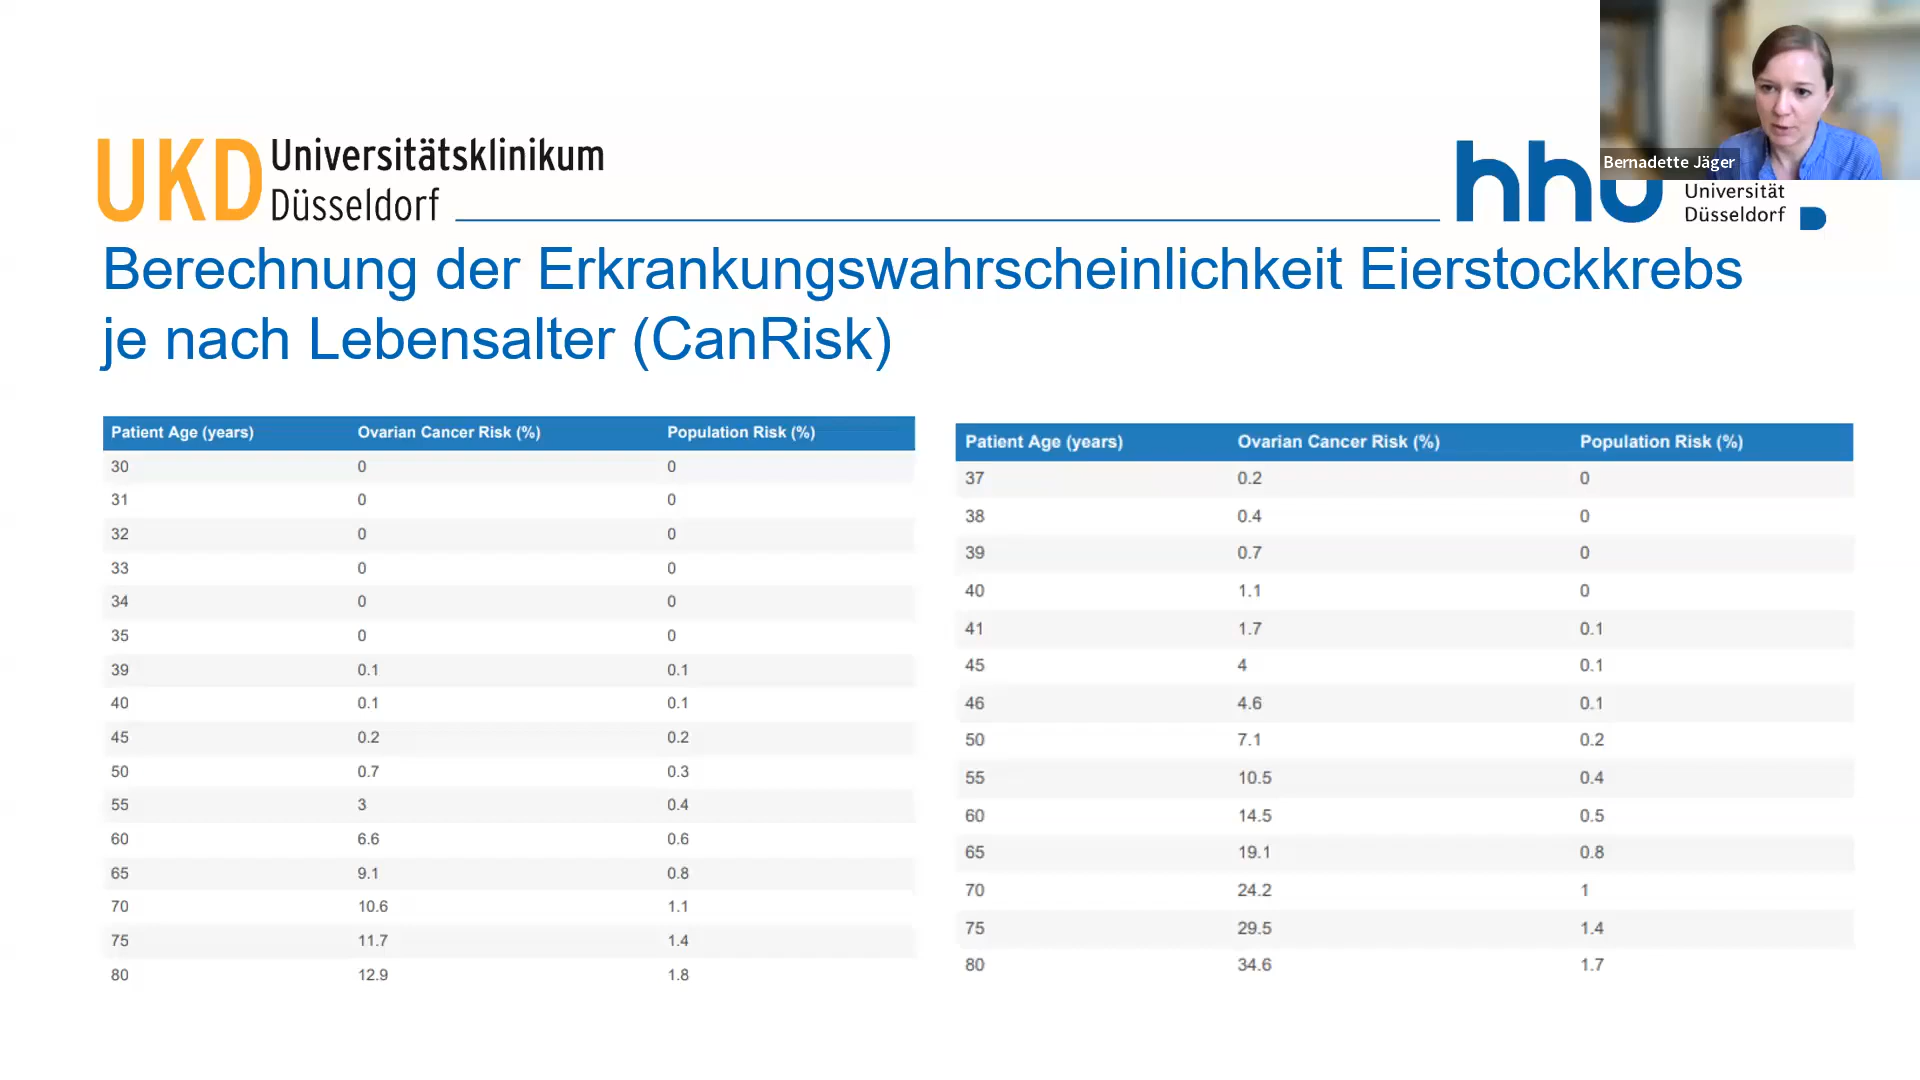 Bernadette Jäger
UKD Universitätsklinikum
Düsseldorf
hhu
Universität
Düsseldorf
Berechnung der Erkrankungswahrscheinlichkeit Eierstockkrebs
je nach Lebensalter (CanRisk)
Patient Age (years) Ovarian Cancer Risk (%) Population Risk (%)
30 0 0
31 0 0
32 0 0
33 0 0
34 0 0
35 0 0
39 0.1 0.1
40 0.1 0.1
45 0.2 0.2
50 0.7 0.3
55 3 0.4
60 6.6 0.6
65 9.1 0.8
70 10.6 1.1
75 11.7 1.4
80 12.9 1.8
Patient Age (years) Ovarian Cancer Risk (%) Population Risk (%)
37 0.2 0
38 0.4 0
39 0.7 0
40 1.1 0
41 1.7 0.1
45 4 0.1
46 4.6 0.1
50 7.1 0.2
55 10.5 0.4
60 14.5 0.5
65 19.1 0.8
70 24.2 1
75 29.5 1.4
80 34.6 1.7